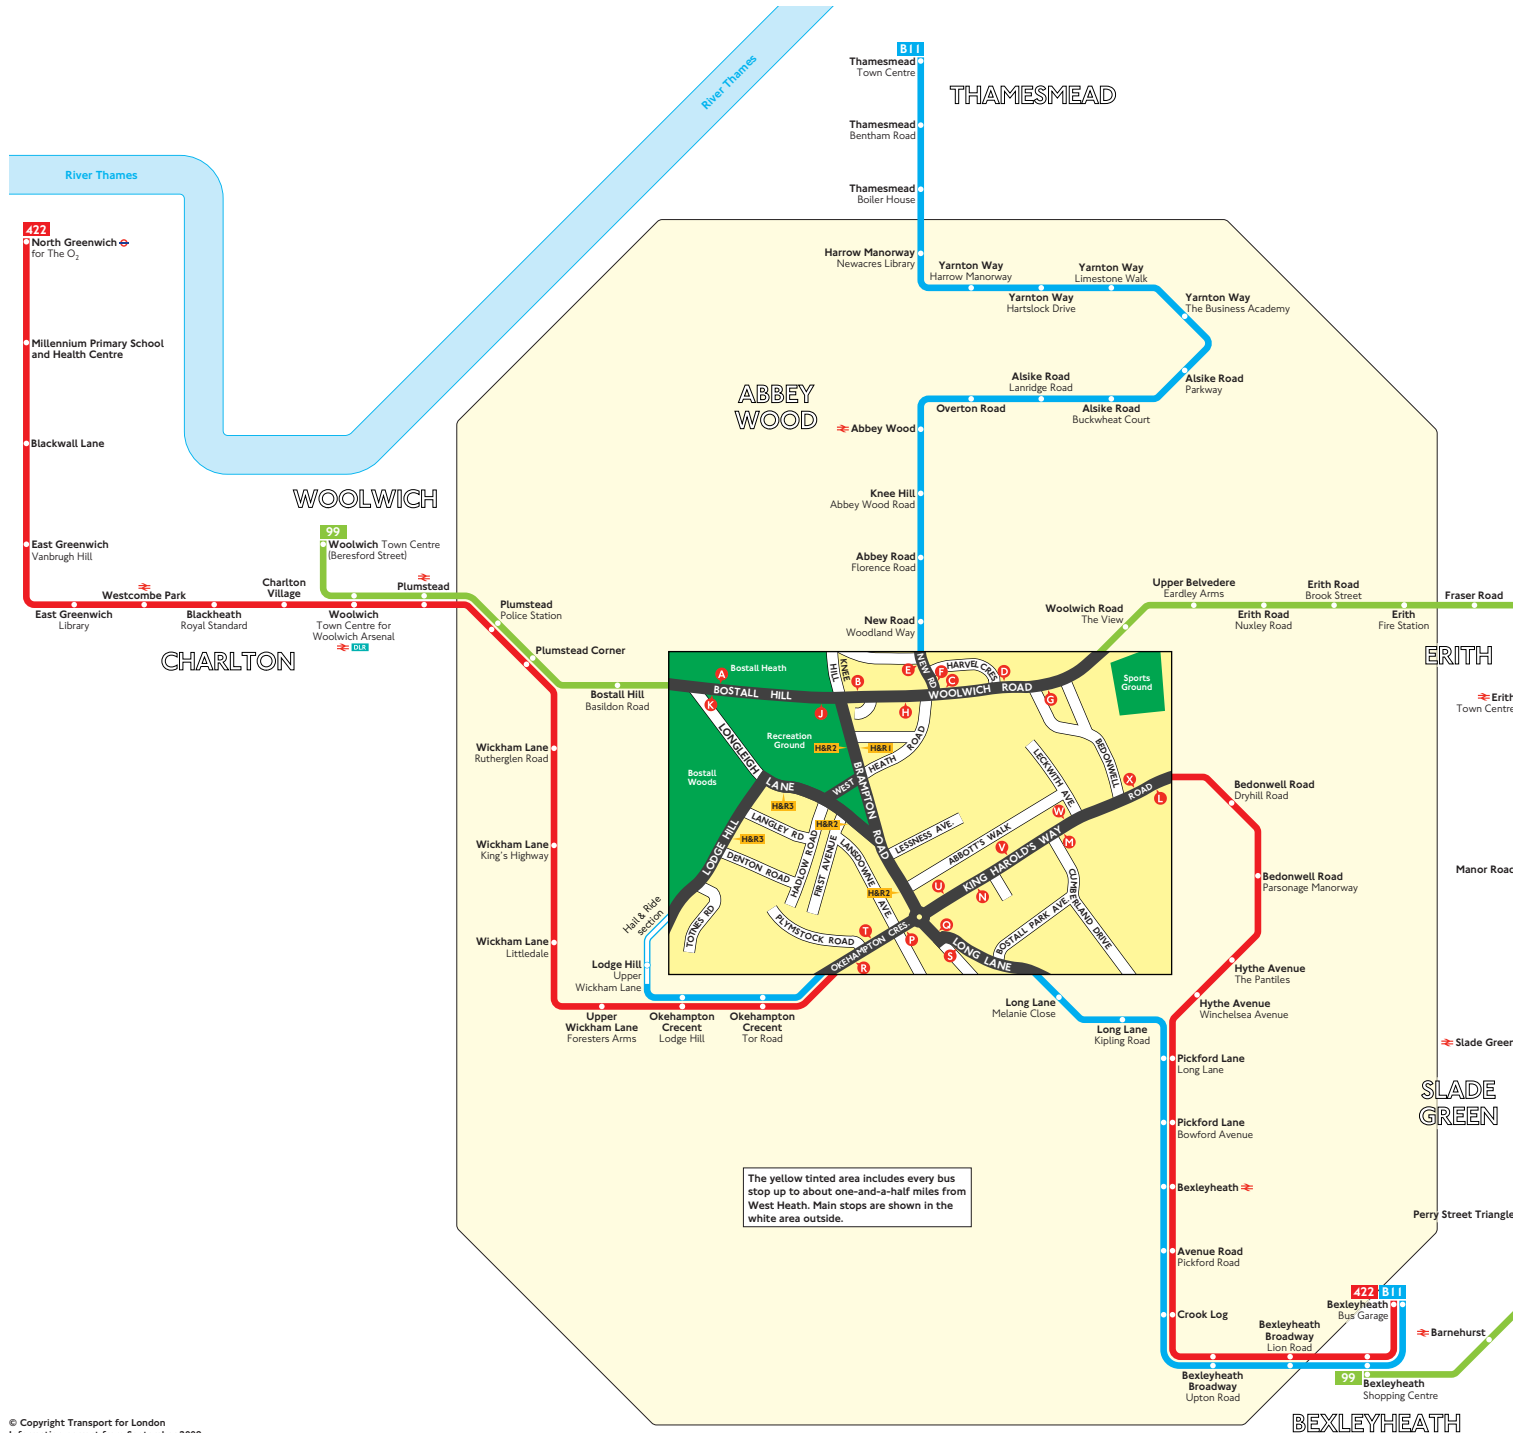 B11
Thamesmead
Town Centre
THAMESMEAD
Thamesmead
Bentham Road
Thamesmead
Boiler House
River Thames
River Thames
422
North Greenwich
for The O2
Millennium Primary School
and Health Centre
Blackwall Lane
East Greenwich
Vanbrugh Hill
East Greenwich
Library
Westcombe Park
Blackheath
Royal Standard
Charlton
Village
CHARLTON
WOOLWICH
99
Woolwich Town Centre
(Beresford Street)
Woolwich
Town Centre for
Woolwich Arsenal
DLR
Plumstead
Plumstead
Police Station
Plumstead Corner
Bostall Hill
Basildon Road
Wickham Lane
Rutherglen Road
Wickham Lane
King's Highway
Wickham Lane
Littledale
Upper
Wickham Lane
Foresters Arms
Okehampton
Crecent
Lodge Hill
Okehampton
Crecent
Tor Road
Hail & Ride
section
Lodge Hill
Upper
Wickham Lane
Harrow Manorway
Newacres Library
Yarnton Way
Harrow Manorway
Yarnton Way
Hartslock Drive
Yarnton Way
Limestone Walk
Yarnton Way
The Business Academy
Alsike Road
Parkway
Alsike Road
Buckwheat Court
Alsike Road
Lanridge Road
Overton Road
ABBEY
WOOD
Abbey Wood
Knee Hill
Abbey Wood Road
Abbey Road
Florence Road
New Road
Woodland Way
Woolwich Road
The View
Upper Belvedere
Eardley Arms
Erith Road
Nuxley Road
Erith Road
Brook Street
Erith
Fire Station
Fraser Road
ERITH
Erith
Town Centre
Manor Road
Slade Green
SLADE
GREEN
Perry Street Triangle
Barnehurst
Bostall Heath
A
BOSTALL HILL
K
J
B
KNEE
HILL
E
NEW RD
F
C
HARVEL CRES
D
WOOLWICH ROAD
H
G
Sports
Ground
Recreation
Ground
Bostall
Woods
LONGLEIGH
LANE
H&R2
H&R1
WEST
HEATH
ROAD
BRAMPTON
ROAD
H&R3
H&R2
H&R3
LODGE HILL
LANGLEY RD
DENTON ROAD
HADLOW ROAD
FIRST AVENUE
LANSDOWNE
AVE.
H&R2
TOTNES RD
PLYMSTOCK ROAD
T
OKEHAMPTON CRES.
R
P
Q
S
LONG LANE
LESSNESS AVE.
ABBOTT'S WALK
LECKWITH AVE.
BEDONWELL
ROAD
X
L
W
M
V
U
N
KING HAROLD'S WAY
BOSTALL PARK AVE.
CUMBERLAND DRIVE
Bedonwell Road
Dryhill Road
Bedonwell Road
Parsonage Manorway
Hythe Avenue
The Pantiles
Hythe Avenue
Winchelsea Avenue
Long Lane
Melanie Close
Long Lane
Kipling Road
Pickford Lane
Long Lane
Pickford Lane
Bowford Avenue
Bexleyheath
Avenue Road
Pickford Road
Crook Log
Bexleyheath
Broadway
Upton Road
Bexleyheath
Broadway
Lion Road
422
B11
Bexleyheath
Bus Garage
99
Bexleyheath
Shopping Centre
BEXLEYHEATH
The yellow tinted area includes every bus
stop up to about one-and-a-half miles from
West Heath. Main stops are shown in the
white area outside.
© Copyright Transport for London